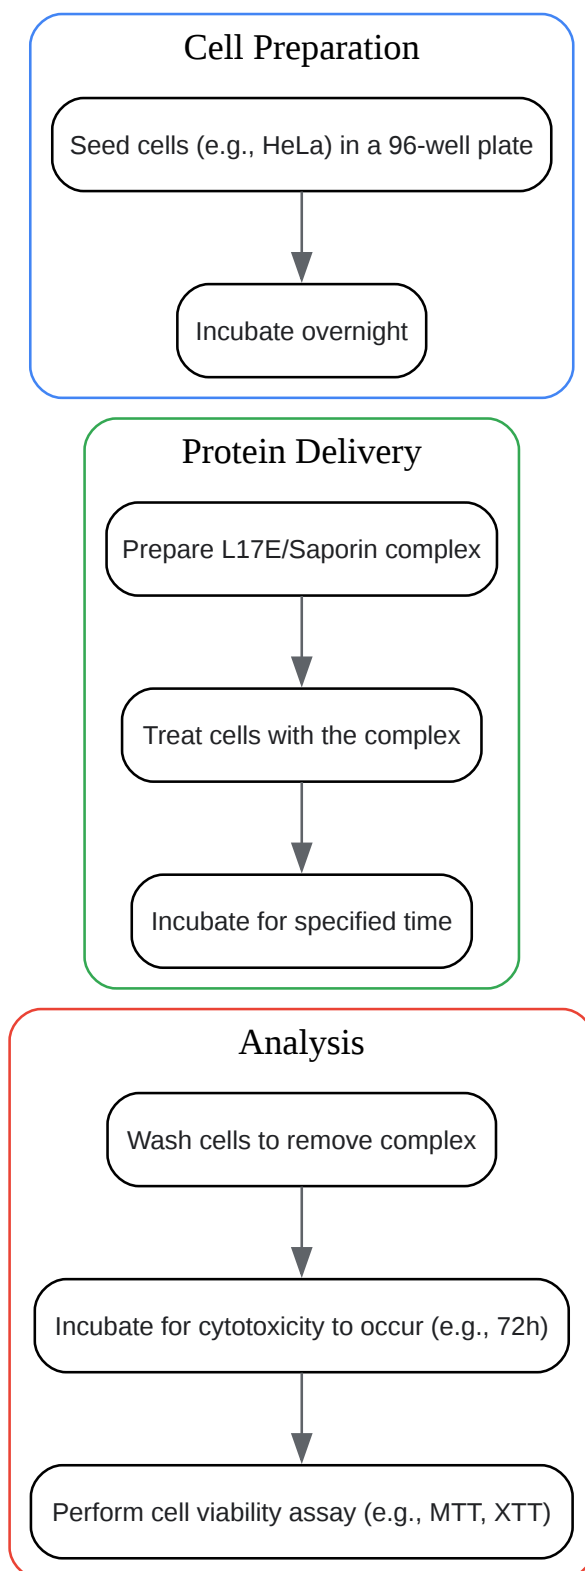 Cell Preparation
Seed cells (e.g., HeLa) in a 96-well plate
Incubate overnight
Protein Delivery
Prepare L17E/Saporin complex
Treat cells with the complex
Incubate for specified time
Analysis
Wash cells to remove complex
Incubate for cytotoxicity to occur (e.g., 72h)
Perform cell viability assay (e.g., MTT, XTT)